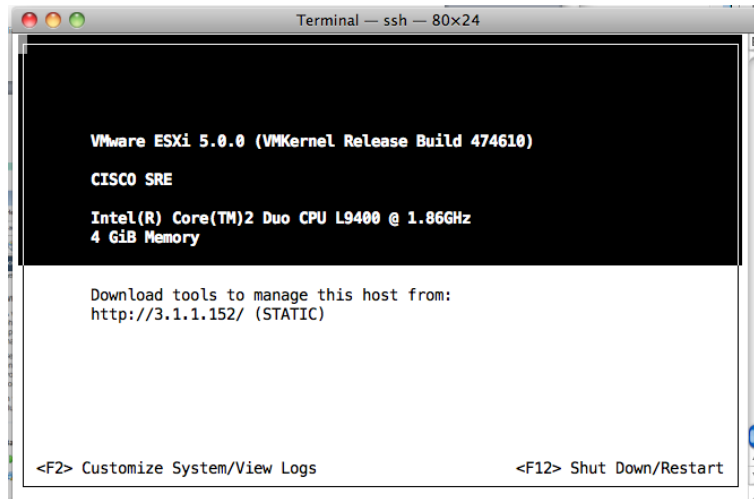 Terminal — ssh — 80×24
VMware ESXi 5.0.0 (VMKernel Release Build 474610)
CISCO SRE
Intel(R) Core(TM)2 Duo CPU L9400 @ 1.86GHz
4 GiB Memory
Download tools to manage this host from:
http://3.1.1.152/ (STATIC)
<F2> Customize System/View Logs <F12> Shut Down/Restart